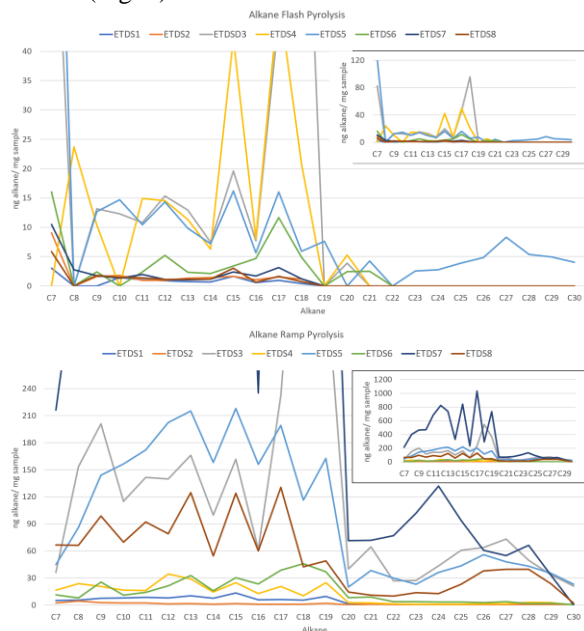 Alkane Flash Pyrolysis
ETDS1 ETDS2 ETDSD3 ETDS4 ETDS5 ETDS6 ETDS7 ETDS8
40
35
30
25
20
15
10
5
0
ng alkane/ mg sample
C7 C8 C9 C10 C11 C12 C13 C14 C15 C16 C17 C18 C19 C20 C21 C22 C23 C24 C25 C26 C27 C28 C29 C30
Alkane
120
80
40
0
ng alkane/ mg sample
C7 C9 C11 C13 C15 C17 C19 C21 C23 C25 C27 C29
Alkane Ramp Pyrolysis
ETDS1 ETDS2 ETDS3 ETDS4 ETDS5 ETDS6 ETDS7 ETDS8
240
210
180
150
120
90
60
30
0
ng alkane/ mg sample
C7 C8 C9 C10 C11 C12 C13 C14 C15 C16 C17 C18 C19 C20 C21 C22 C23 C24 C25 C26 C27 C28 C29 C30
Alkane
1200
1000
800
600
400
200
0
ng alkane/ mg sample
C7 C9 C11 C13 C15 C17 C19 C21 C23 C25 C27 C29